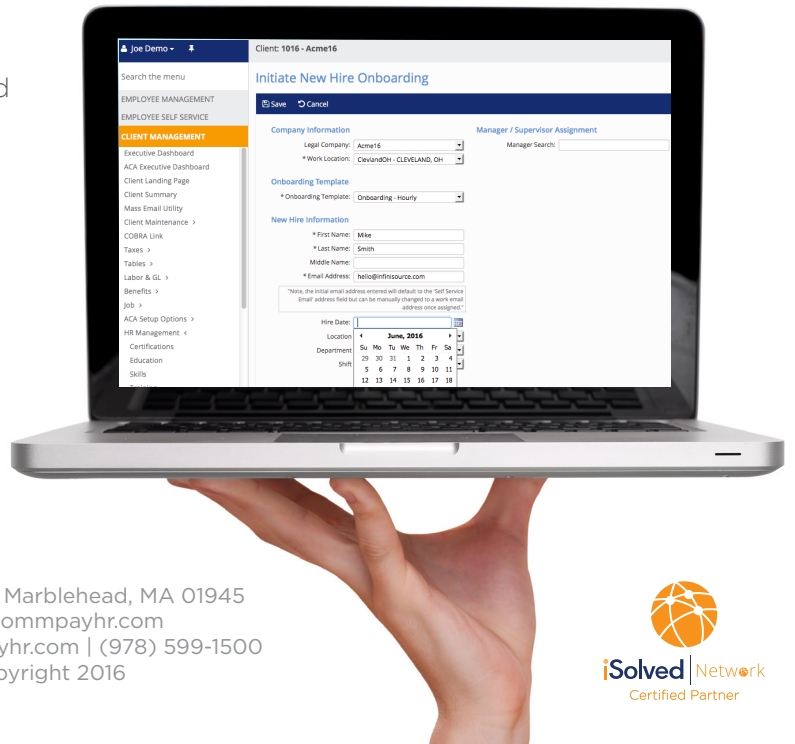 d
Joe Demo
Client: 1016 - Acme16
Search the menu
EMPLOYEE MANAGEMENT
EMPLOYEE SELF SERVICE
CLIENT MANAGEMENT
Executive Dashboard
ACA Executive Dashboard
Client Landing Page
Client Summary
Mass Email Utility
Client Maintenance >
COBRA Link
Taxes >
Tables >
Labor & GL >
Benefits >
Job >
ACA Setup Options >
HR Management <
Certifications
Education
Skills
Initiate New Hire Onboarding
Save Cancel
Company Information
Legal Company: Acme16
* Work Location: ClevlandOH - CLEVELAND, OH
Manager / Supervisor Assignment
Manager Search:
Onboarding Template
* Onboarding Template: Onboarding - Hourly
New Hire Information
* First Name: Mike
* Last Name: Smith
Middle Name:
* Email Address: hello@infinisource.com
"Note, the initial email address entered will default to the 'Self Service
Email' address field but can be manually changed to a work email
address once assigned."
Hire Date:
Location
Department
Shift
June, 2016
Su Mo Tu We Th Fr Sa
29 30 31 1 2 3 4
5 6 7 8 9 10 11
12 13 14 15 16 17 18
Marblehead, MA 01945
ommpayhr.com
yhr.com | (978) 599-1500
pyright 2016
iSolved | Network
Certified Partner